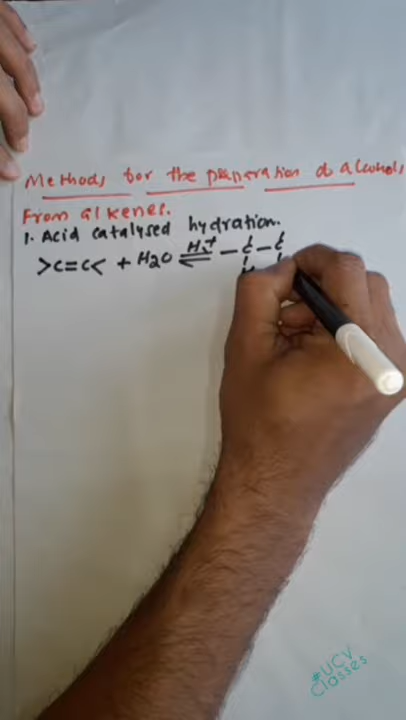 Methods for the preparation of alcohols
From alkenes.
1. Acid catalysed hydration.
>C=C< + H2O ⇌ H+ -C-C
#UCV
Classes